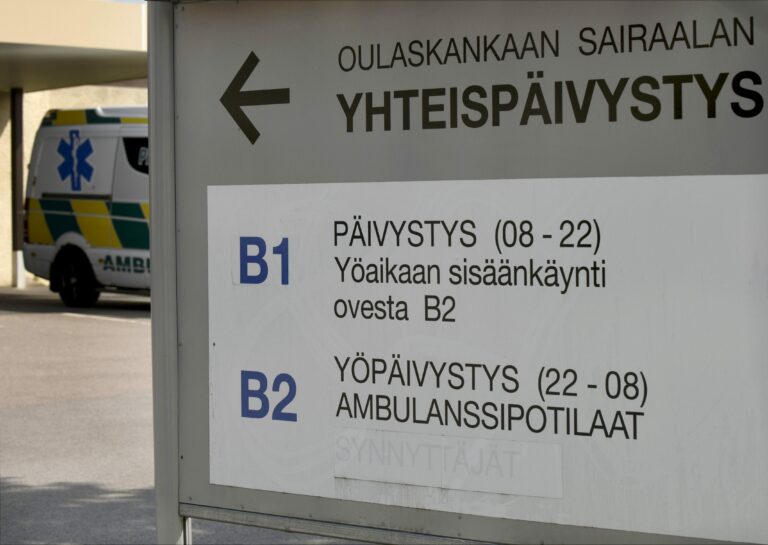 OULASKANKAAN SAIRAALAN
YHTEISPÄIVYSTYS
B1 PÄIVYSTYS (08 - 22)
Yöaikaan sisäänkäynti
ovesta B2
B2 YÖPÄIVYSTYS (22 - 08)
AMBULANSSIPOTILAAT
SYNNYTTÄJÄT
AMBU